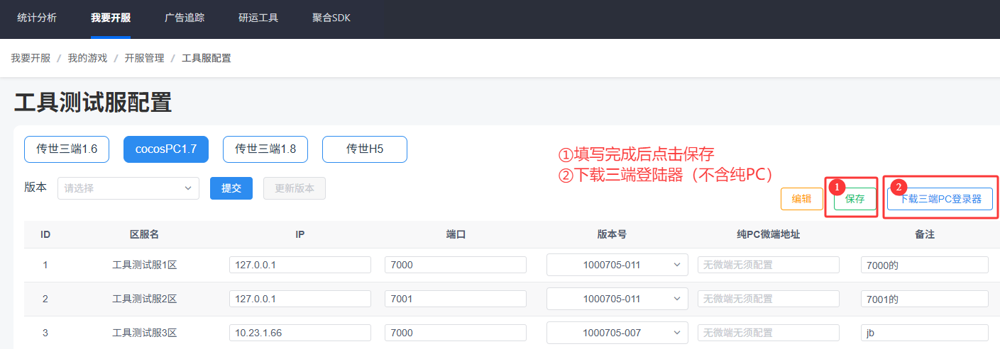 统计分析 我要开服 广告追踪 研运工具 聚合SDK
我要开服 / 我的游戏 / 开服管理 / 工具服配置
工具测试服配置
传世三端1.6 cocosPC1.7 传世三端1.8 传世H5
①填写完成后点击保存
②下载三端登陆器（不含纯PC）
版本 请选择 提交 更新版本
编辑 1 保存 2 下载三端PC登录器
ID 区服名 IP 端口 版本号 纯PC微端地址 备注
1 工具测试服1区 127.0.0.1 7000 1000705-011 无微端无须配置 7000的
2 工具测试服2区 127.0.0.1 7001 1000705-011 无微端无须配置 7001的
3 工具测试服3区 10.23.1.66 7000 1000705-007 无微端无须配置 jb